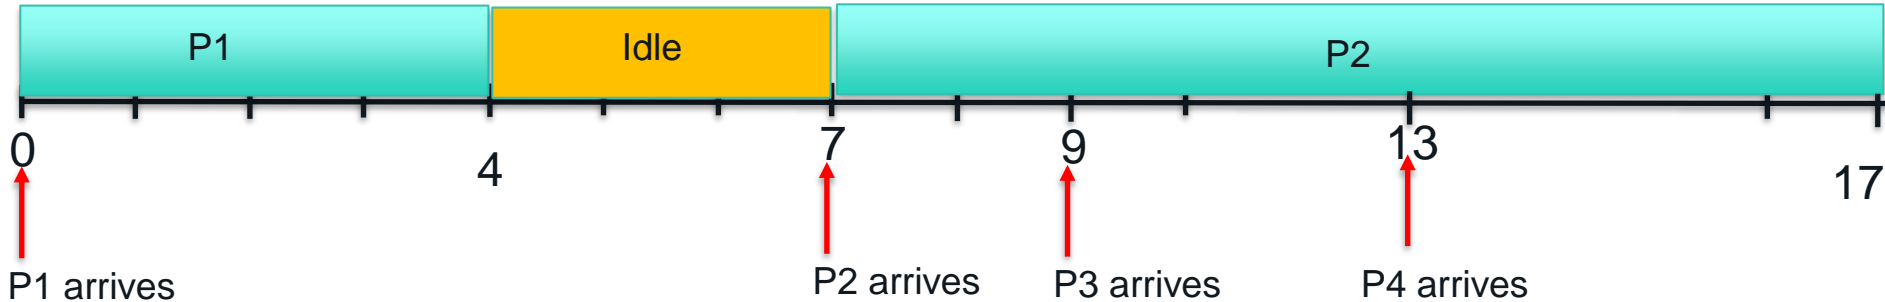 P1 Idle P2
0 4 7 9 13 17
P1 arrives P2 arrives P3 arrives P4 arrives